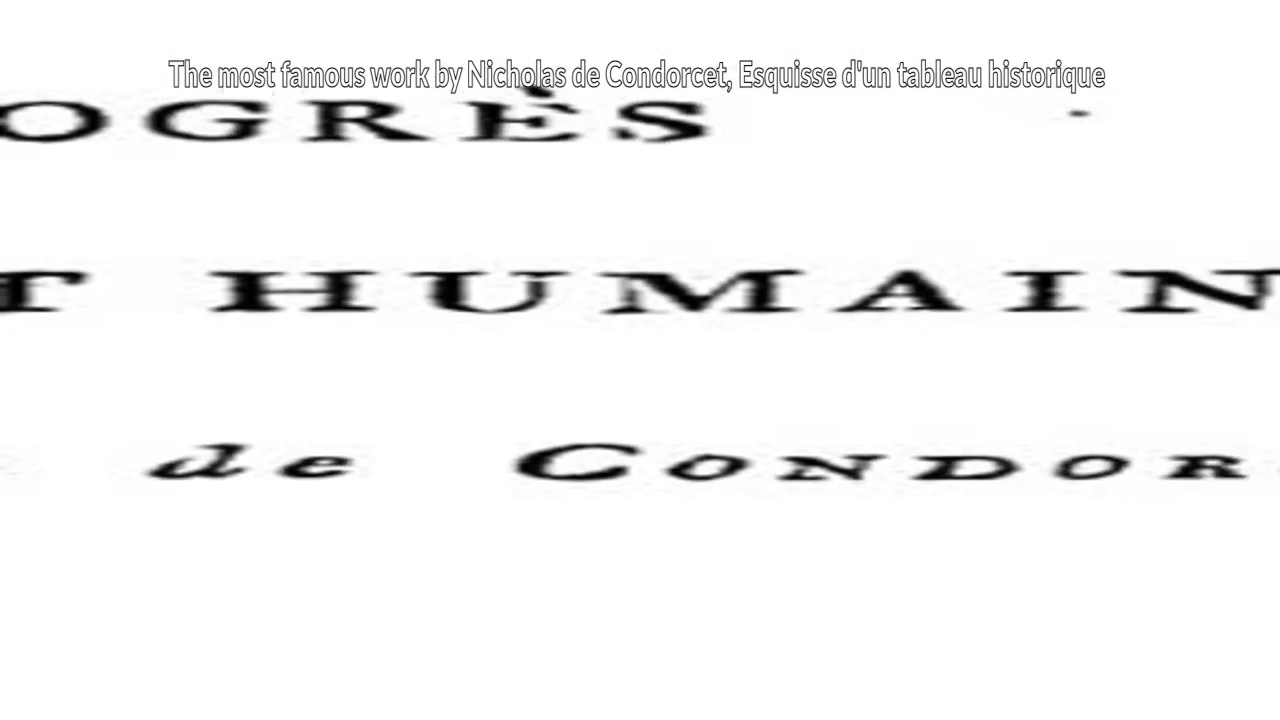 The most famous work by Nicholas de Condorcet, Esquisse d'un tableau historique
OGRÈS
T HUMAIN
de CONDOR